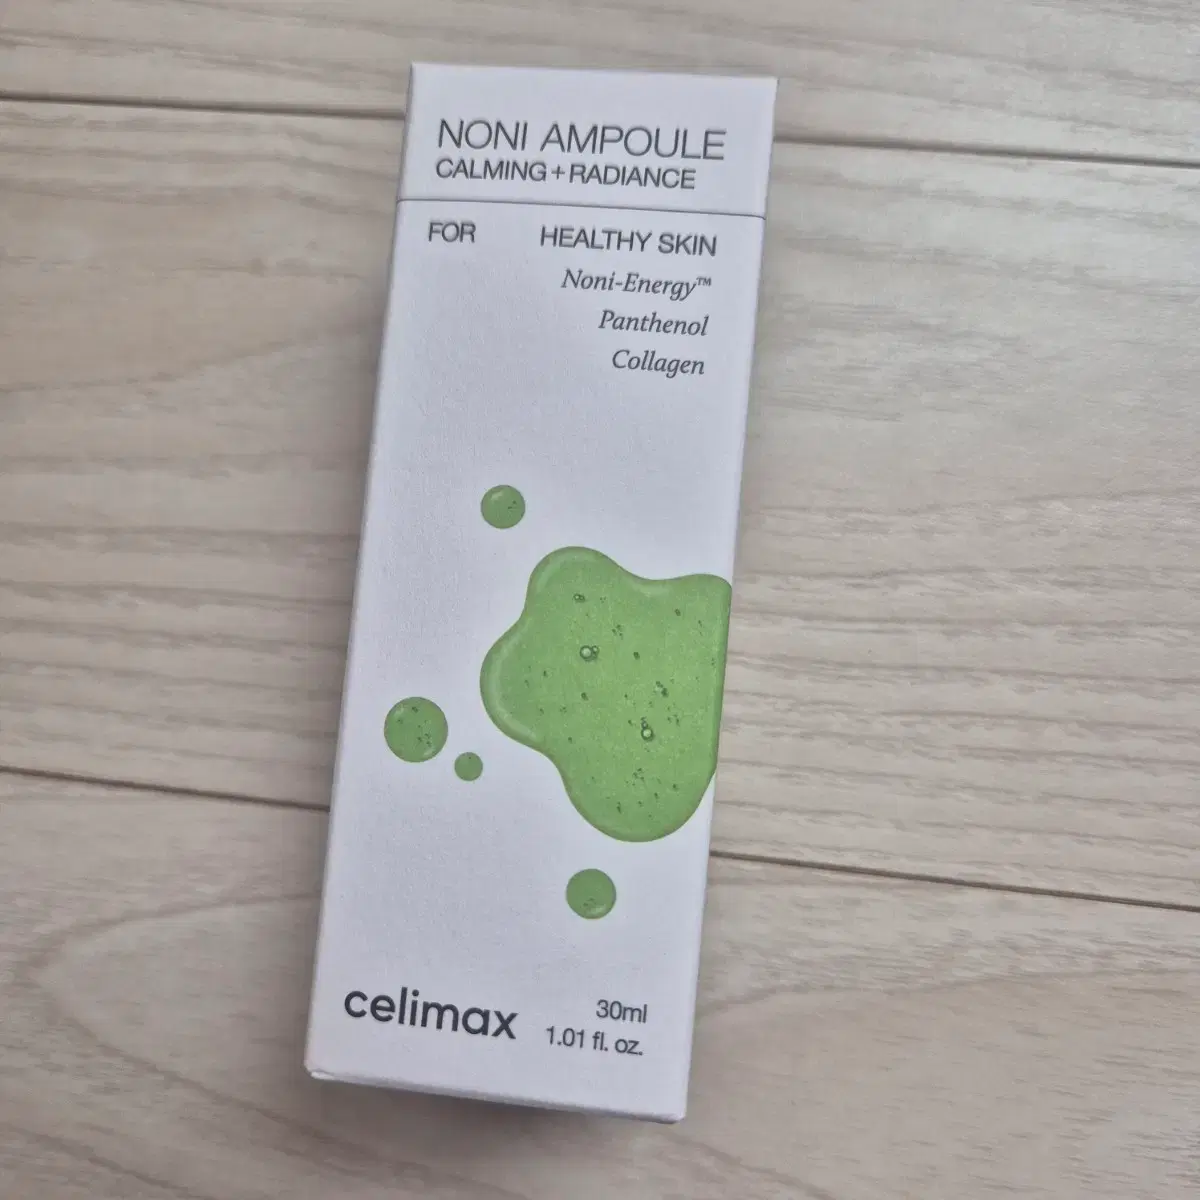 NONI AMPOULE
CALMING+RADIANCE
FOR HEALTHY SKIN
Noni-Energy™
Panthenol
Collagen
celimax
30ml
1.01 fl. oz.